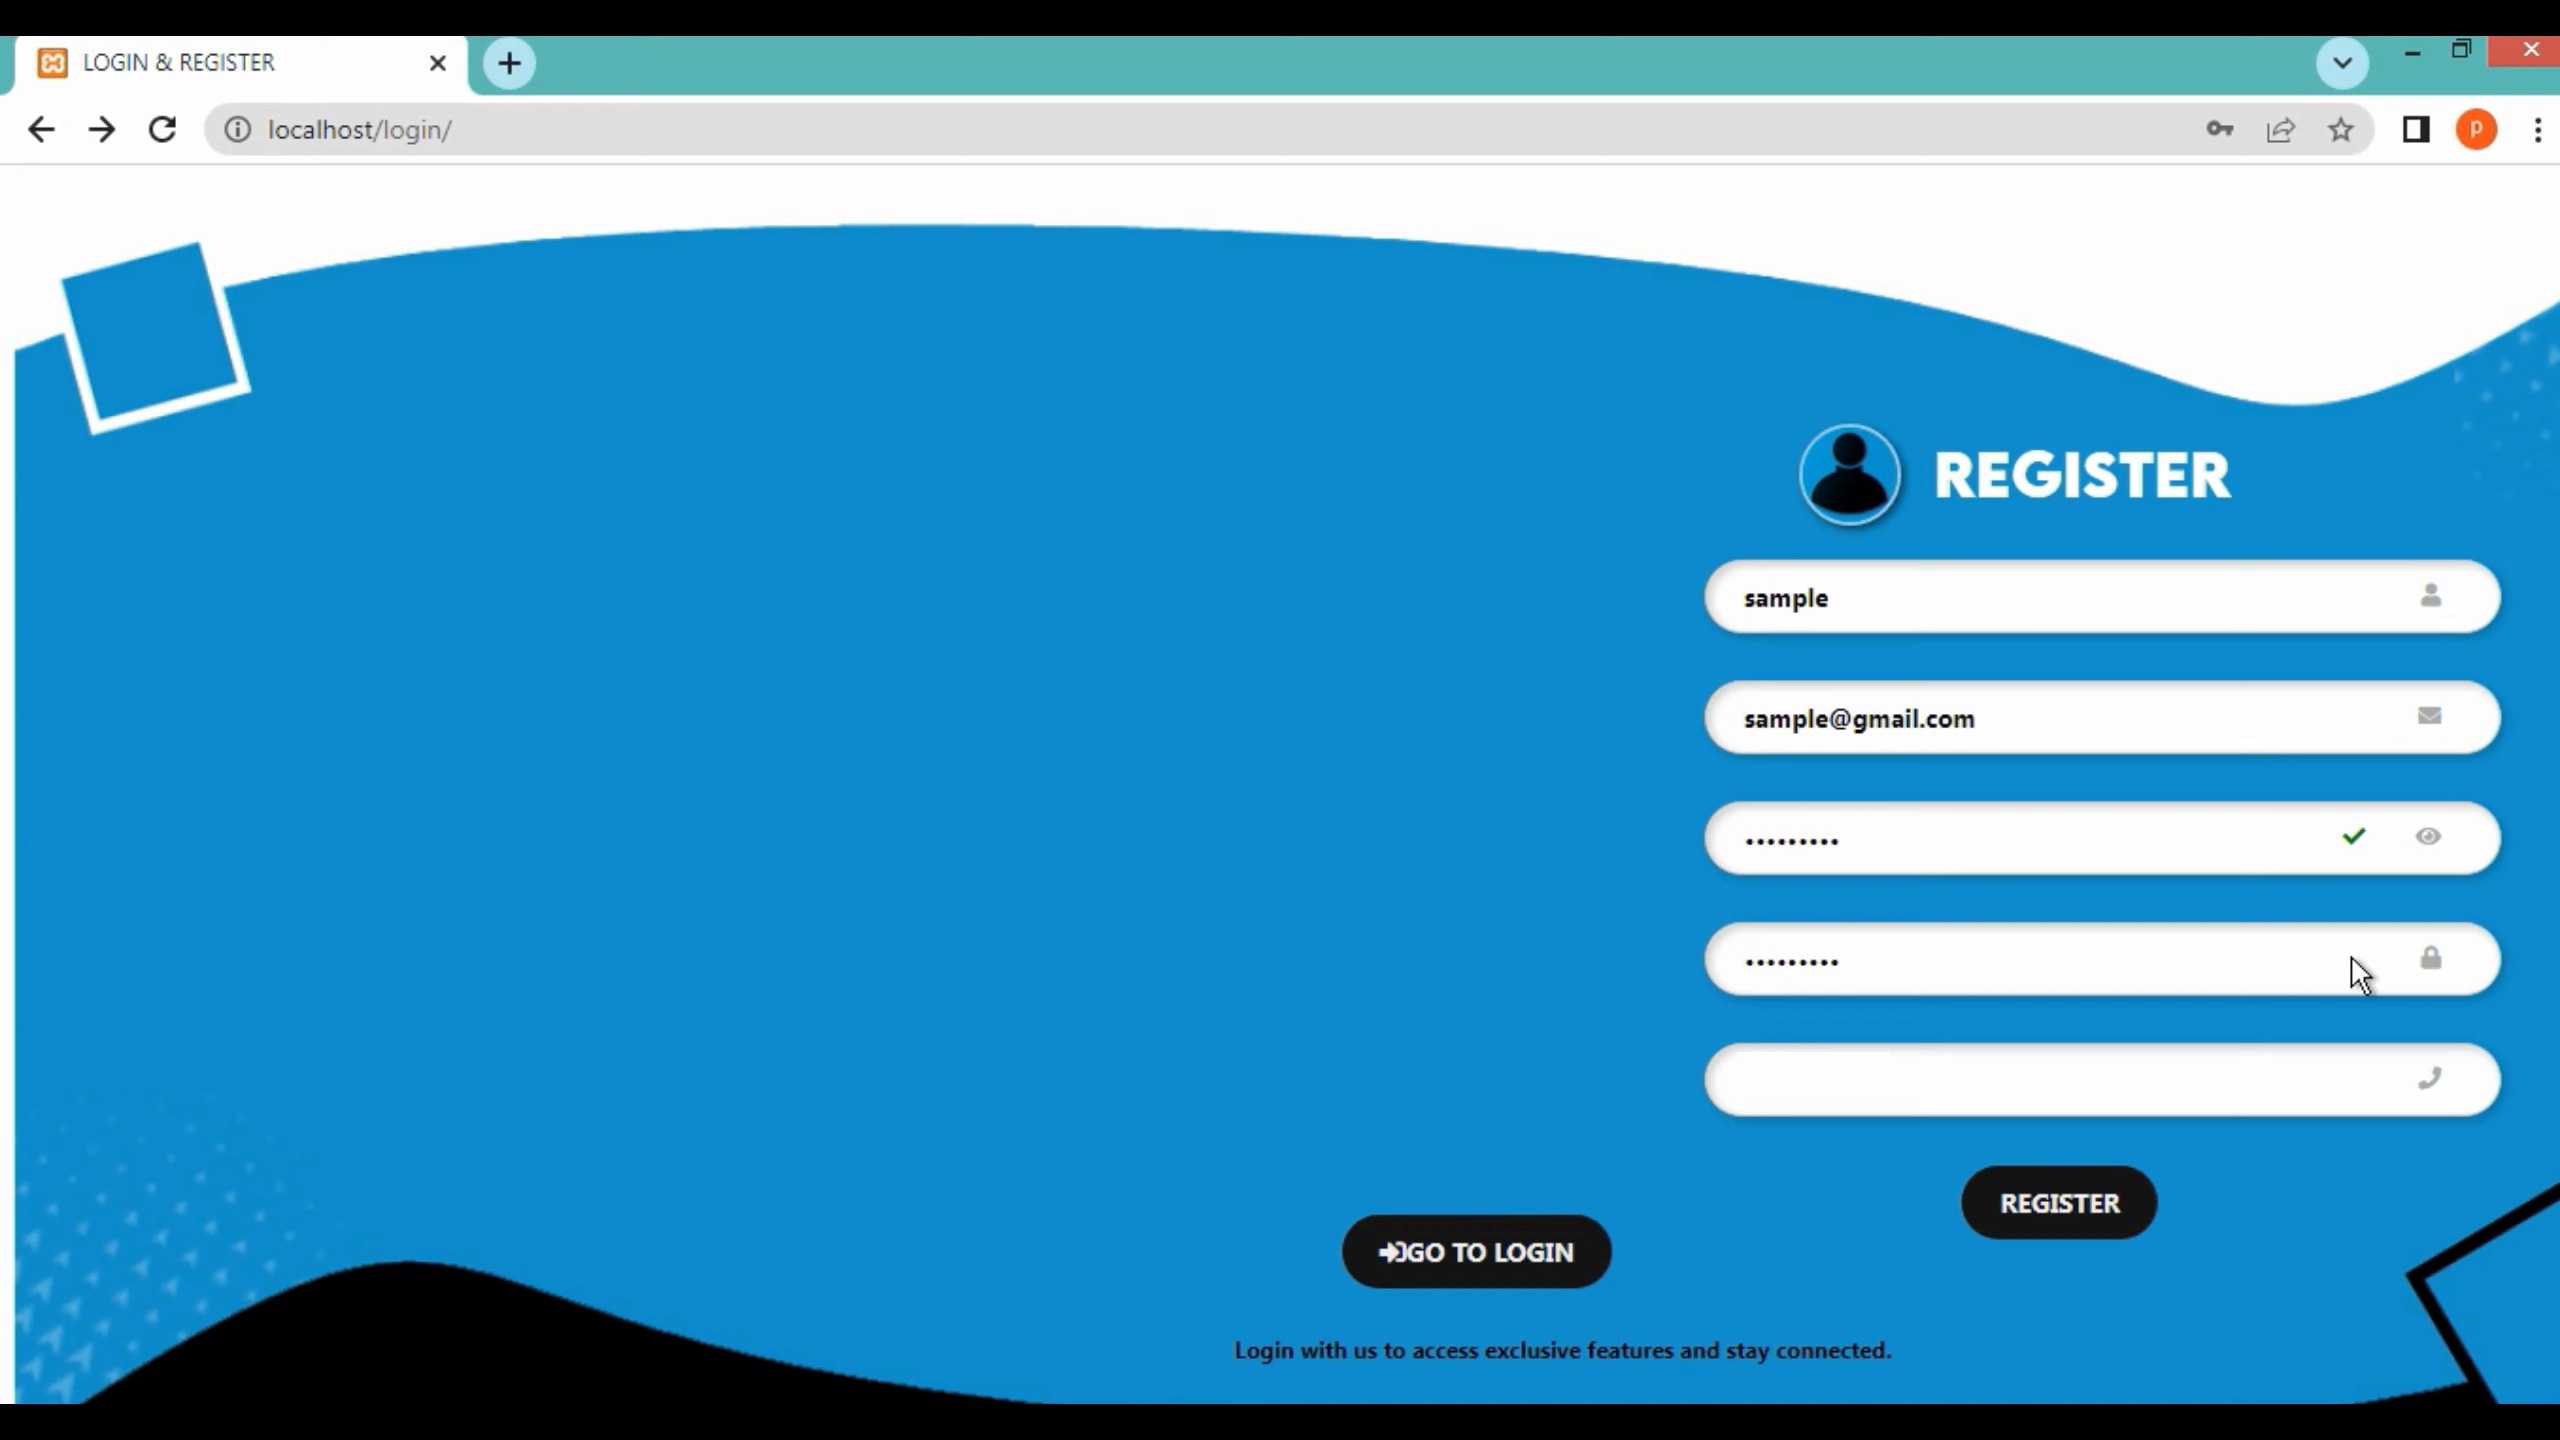 LOGIN & REGISTER
localhost/login/
p
REGISTER
sample
sample@gmail.com
•••••••••
•••••••••
REGISTER
GO TO LOGIN
Login with us to access exclusive features and stay connected.